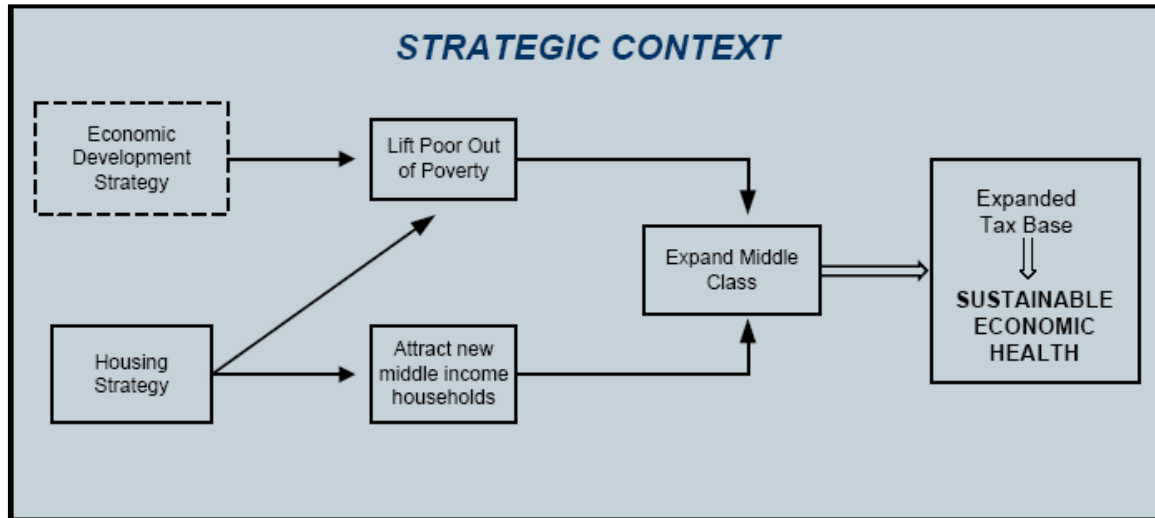 STRATEGIC CONTEXT
Economic
Development
Strategy
Lift Poor Out
of Poverty
Expand Middle
Class
Expanded
Tax Base
SUSTAINABLE
ECONOMIC
HEALTH
Housing
Strategy
Attract new
middle income
households